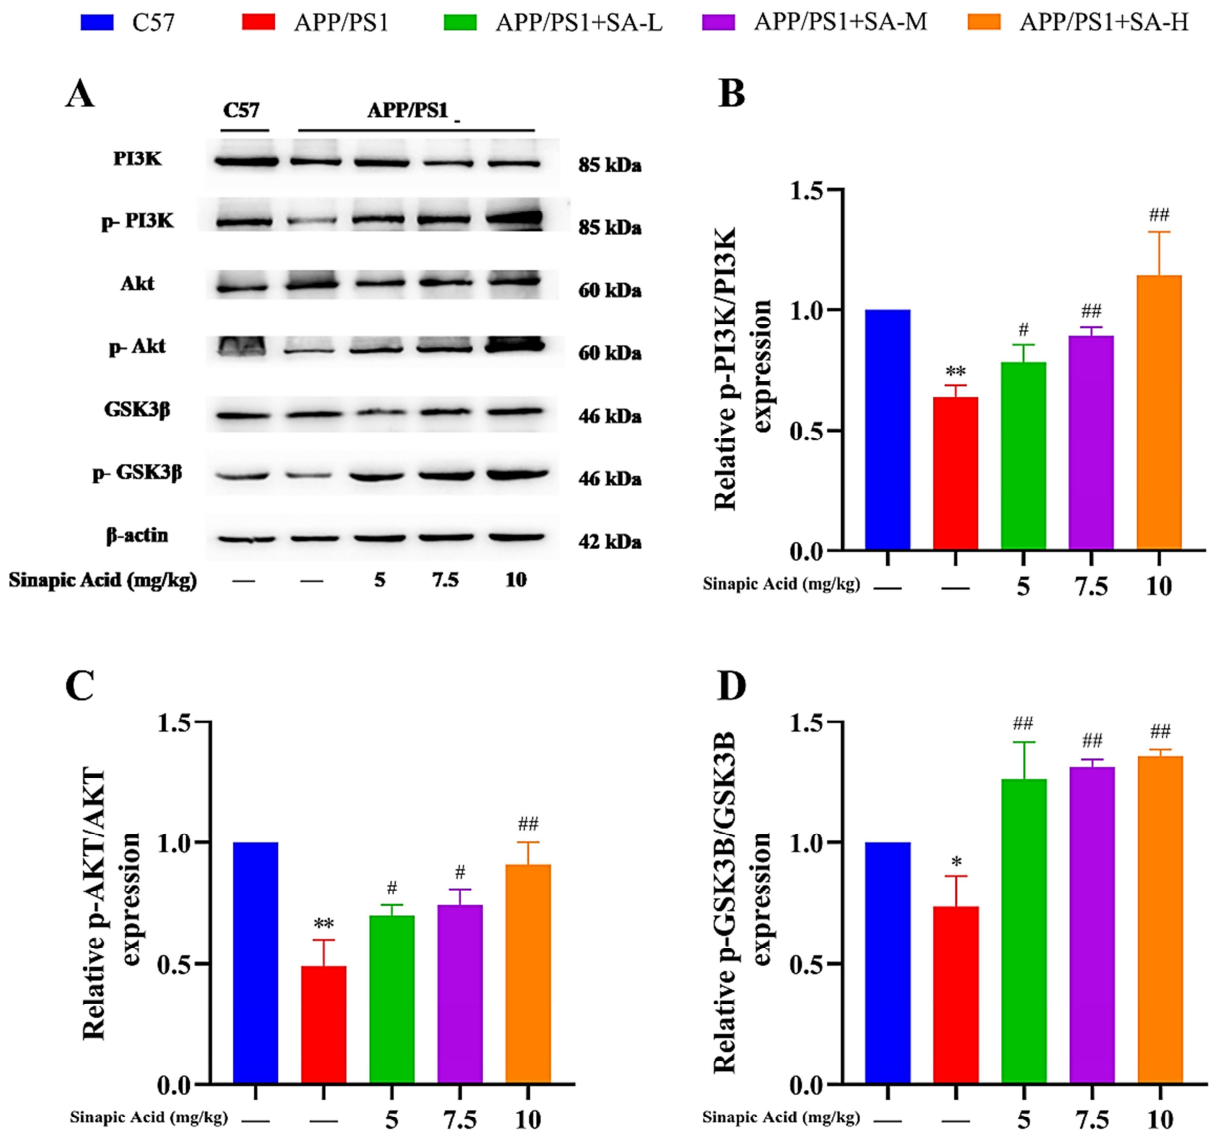 C57 APP/PS1 APP/PS1+SA-L APP/PS1+SA-M APP/PS1+SA-H
A
C57 APP/PS1 -
PI3K 85 kDa
p- PI3K 85 kDa
Akt 60 kDa
p- Akt 60 kDa
GSK3β 46 kDa
p- GSK3β 46 kDa
β-actin 42 kDa
Sinapic Acid (mg/kg) — — 5 7.5 10
B
Relative p-PI3K/PI3K
expression
1.5
1.0
0.5
0.0
** # ## ##
Sinapic Acid (mg/kg) — — 5 7.5 10
C
Relative p-AKT/AKT
expression
1.5
1.0
0.5
0.0
** # # ##
Sinapic Acid (mg/kg) — — 5 7.5 10
D
Relative p-GSK3B/GSK3B
expression
1.5
1.0
0.5
0.0
* ## ## ##
Sinapic Acid (mg/kg) — — 5 7.5 10